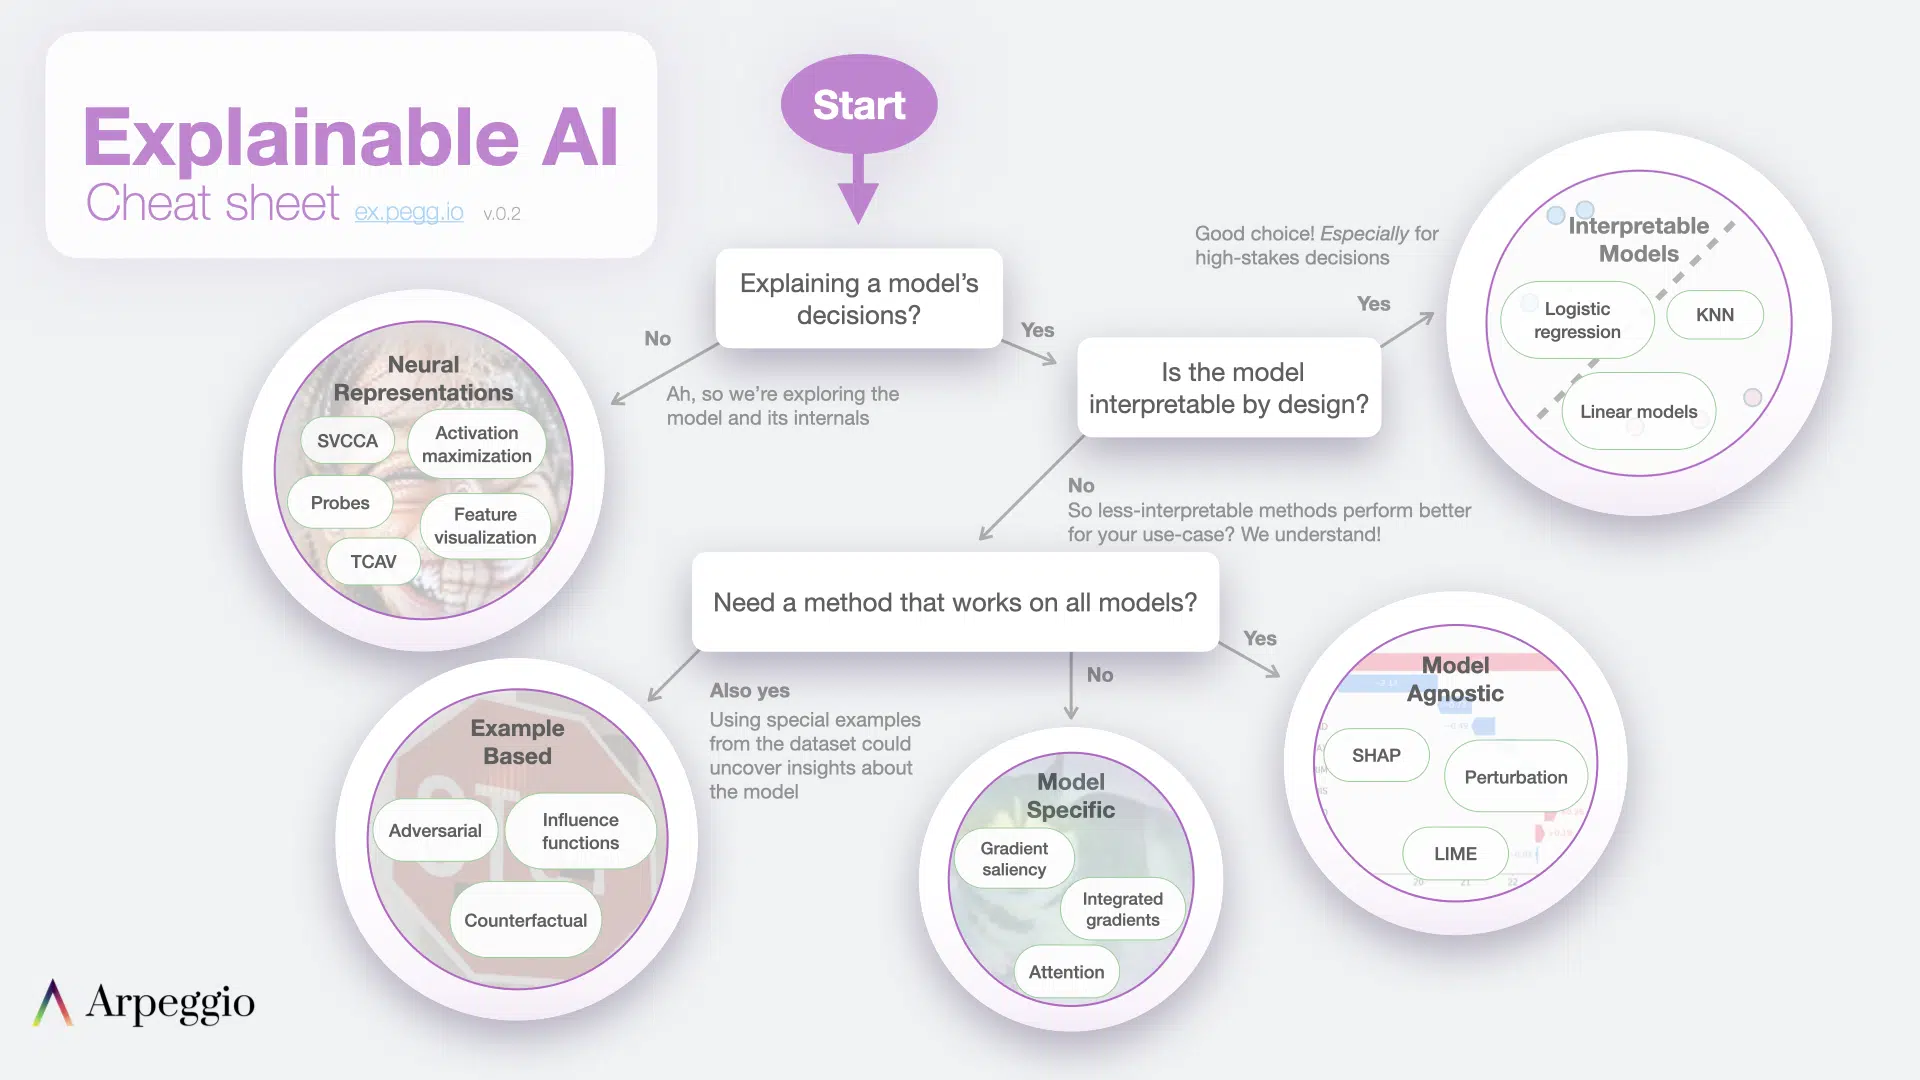 Explainable AI
Cheat sheet ex.pegg.io v.0.2
Start
Explaining a model's
decisions?
No
Ah, so we're exploring the
model and its internals
Yes
Is the model
interpretable by design?
Yes
Good choice! Especially for
high-stakes decisions
No
So less-interpretable methods perform better
for your use-case? We understand!
Need a method that works on all models?
Also yes
Using special examples
from the dataset could
uncover insights about
the model
No
Yes
Neural
Representations
SVCCA
Activation
maximization
Probes
Feature
visualization
TCAV
Interpretable
Models
Logistic
regression
KNN
Linear models
Example
Based
Adversarial
Influence
functions
Counterfactual
Model
Specific
Gradient
saliency
Integrated
gradients
Attention
Model
Agnostic
SHAP
Perturbation
LIME
20 21 22
Arpeggio